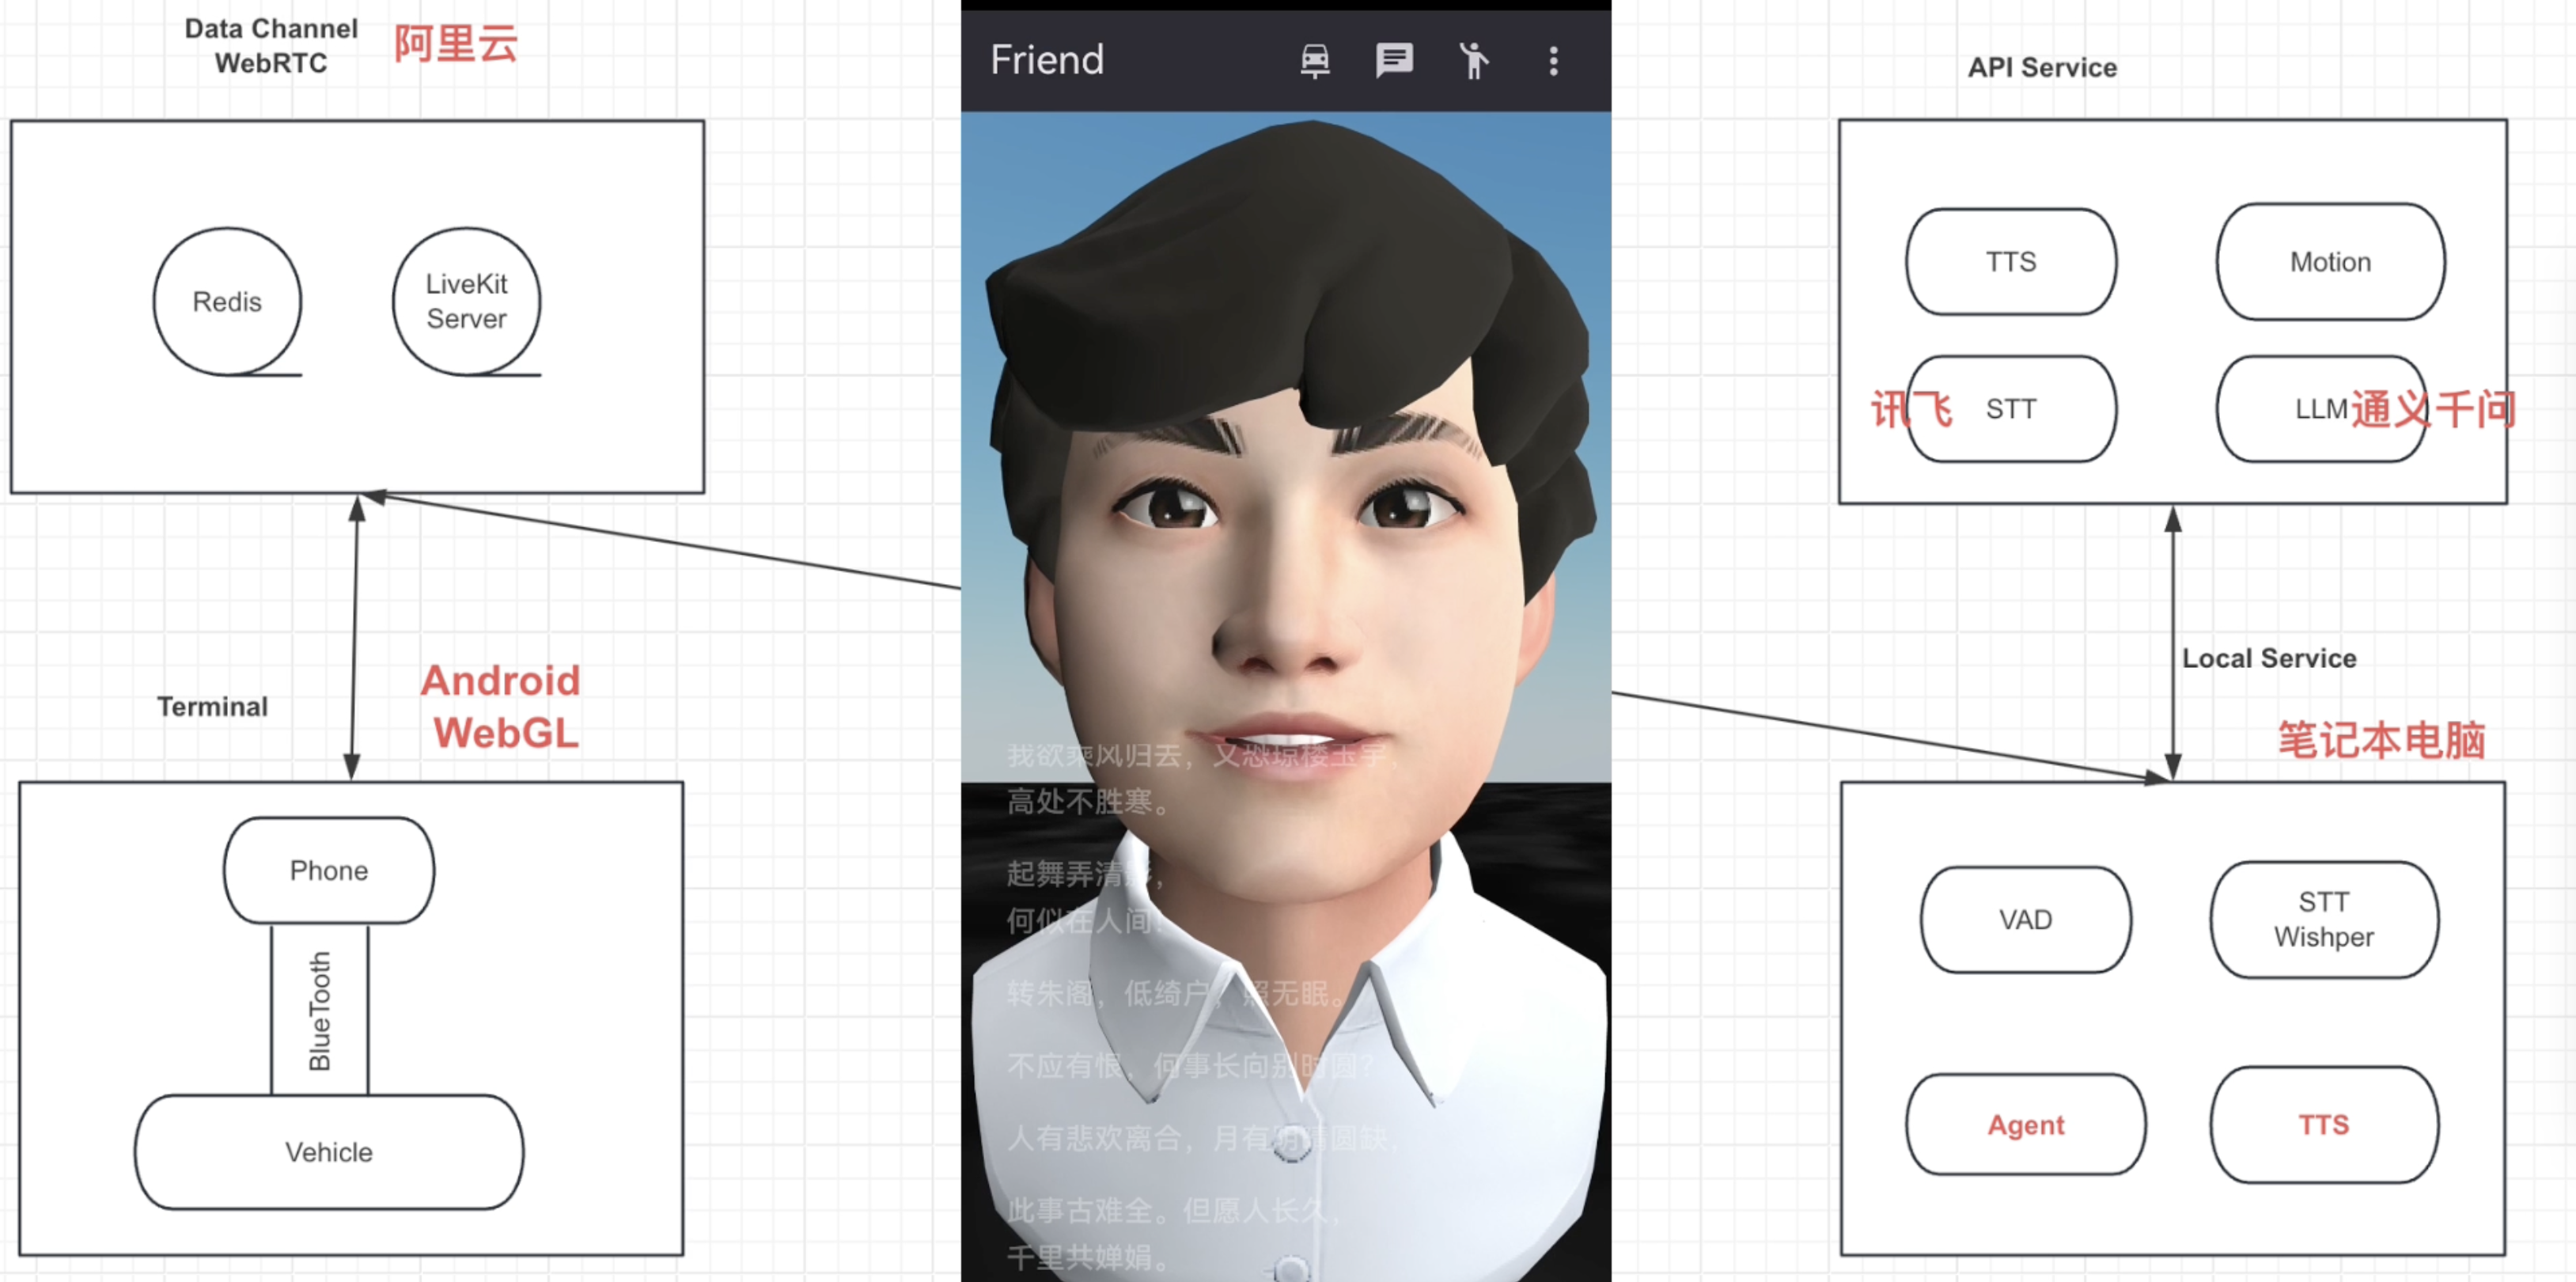 Data Channel
WebRTC
阿里云
Redis
LiveKit
Server
Terminal
Android
WebGL
Phone
BlueTooth
Vehicle
Friend
我欲乘风归去，又恐琼楼玉宇，
高处不胜寒。
起舞弄清影，
何似在人间！
转朱阁，低绮户，照无眠。
不应有恨，何事长向别时圆？
人有悲欢离合，月有阴晴圆缺，
此事古难全。但愿人长久，
千里共婵娟。
API Service
TTS
Motion
讯飞 STT
LLM 通义千问
Local Service
笔记本电脑
VAD
STT
Wishper
Agent
TTS